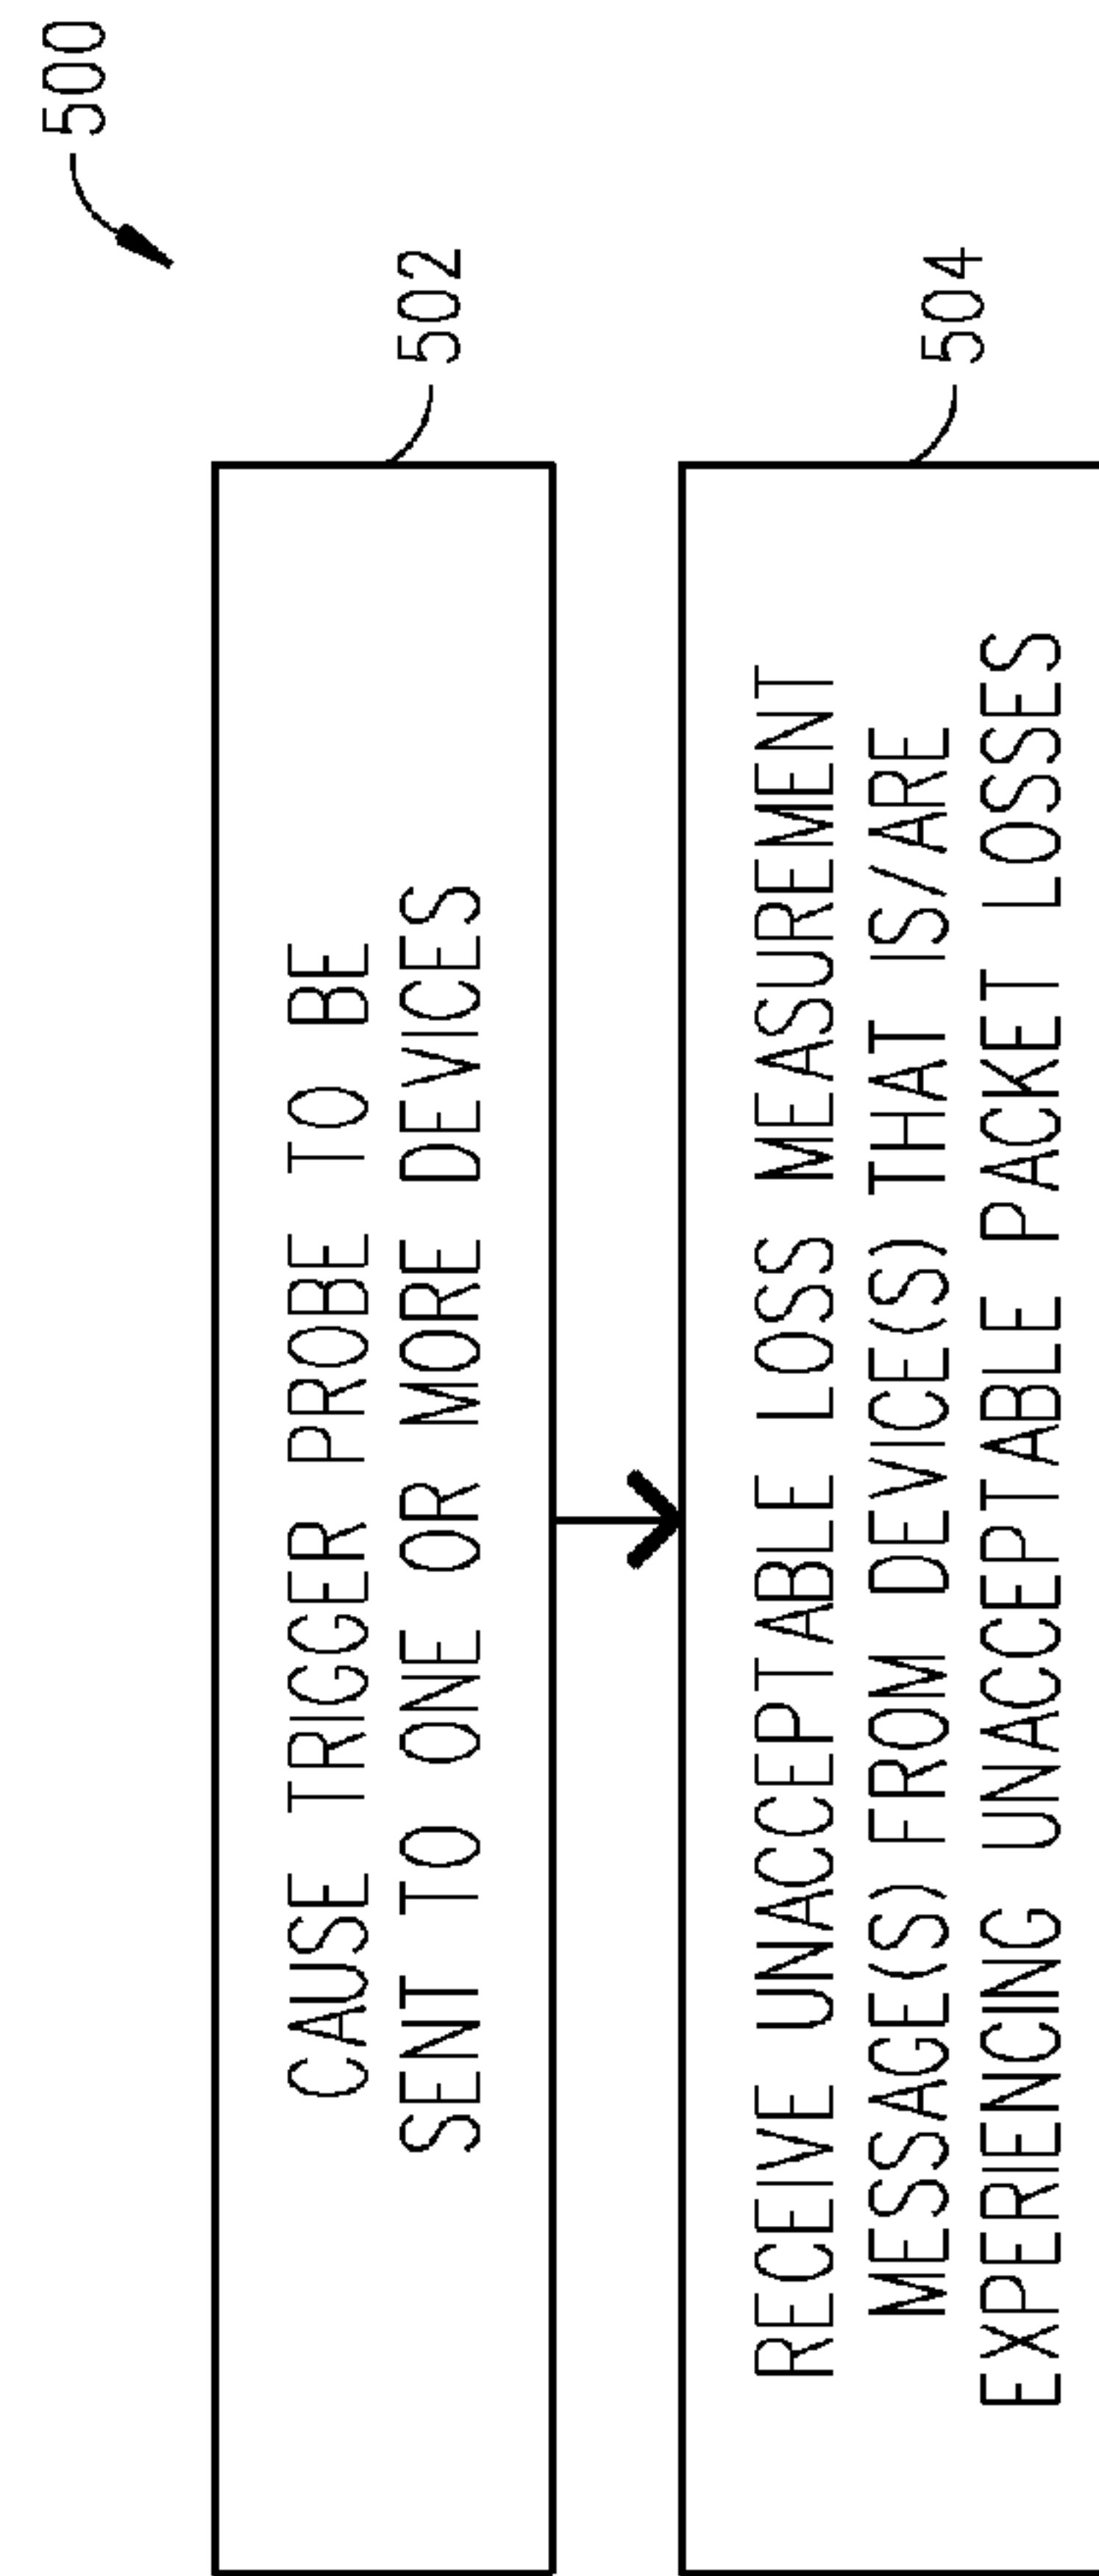 500
502
CAUSE TRIGGER PROBE TO BE
SENT TO ONE OR MORE DEVICES
504
RECEIVE UNACCEPTABLE LOSS MEASUREMENT
MESSAGE(S) FROM DEVICE(S) THAT IS/ARE
EXPERIENCING UNACCEPTABLE PACKET LOSSES